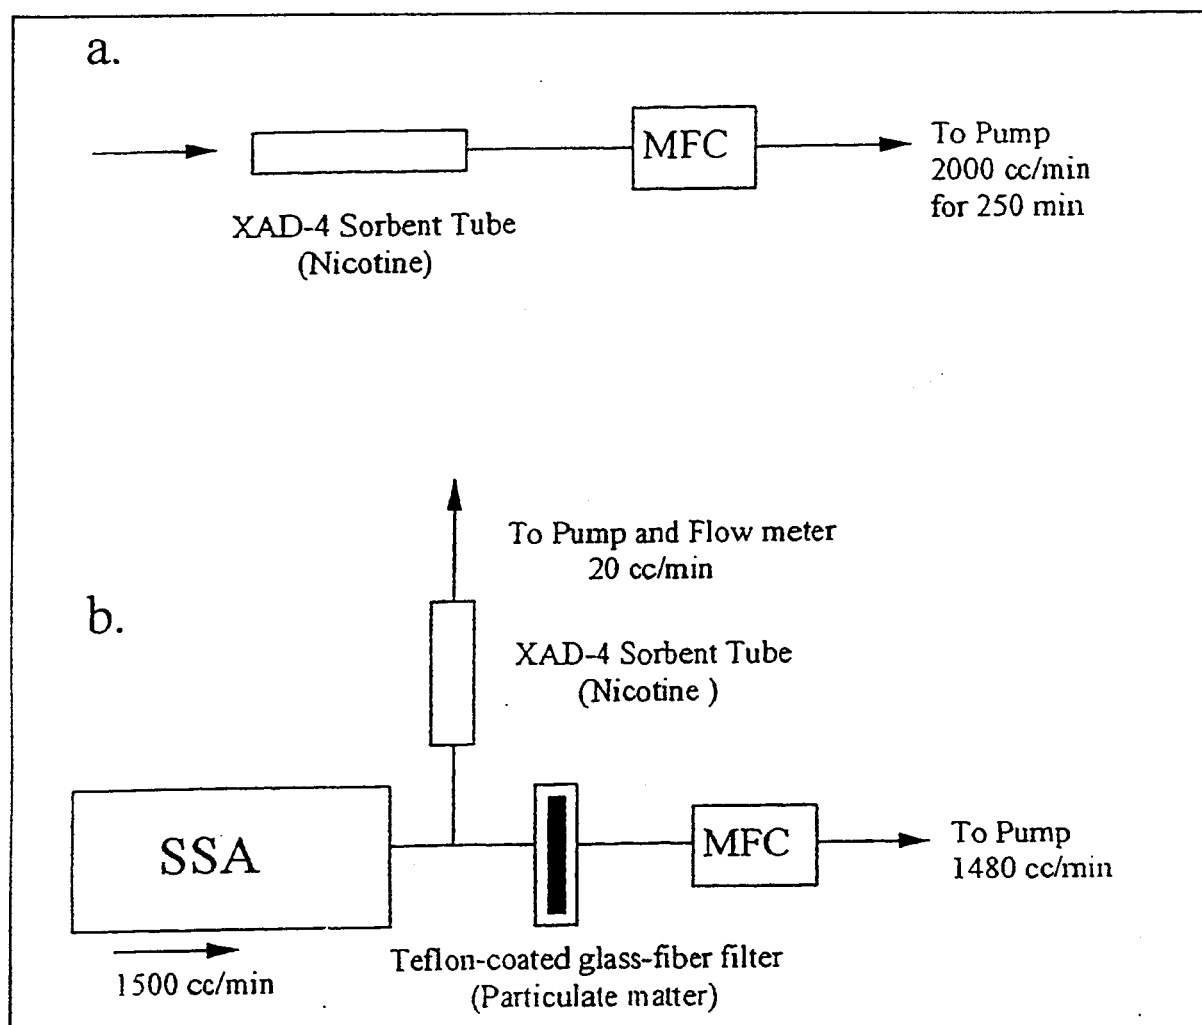 a.
MFC
To Pump
2000 cc/min
for 250 min
XAD-4 Sorbent Tube
(Nicotine)
To Pump and Flow meter
20 cc/min
b.
XAD-4 Sorbent Tube
(Nicotine )
SSA
MFC
To Pump
1480 cc/min
1500 cc/min
Teflon-coated glass-fiber filter
(Particulate matter)